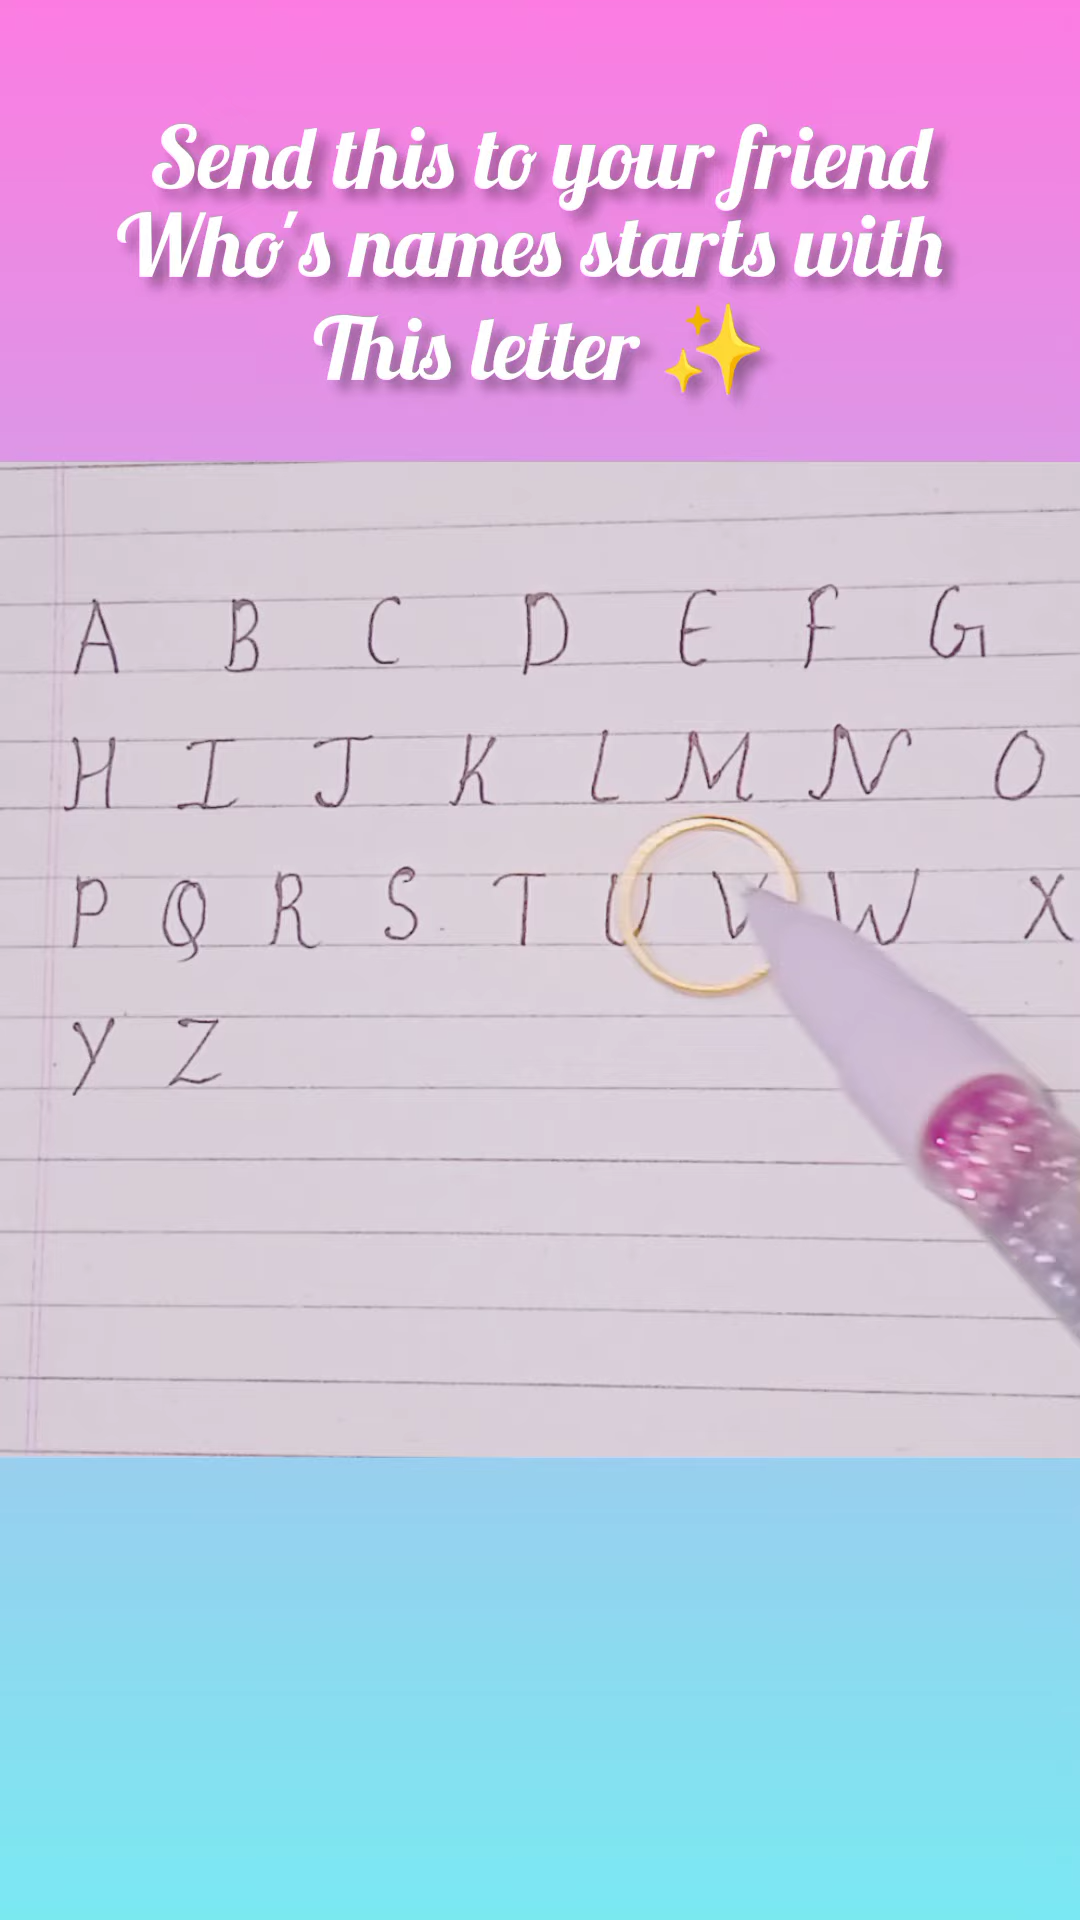 Send this to your friend
Who's names starts with
This letter ✨
A B C D E F G
H I J K L M N O
P Q R S T U V W X
Y Z